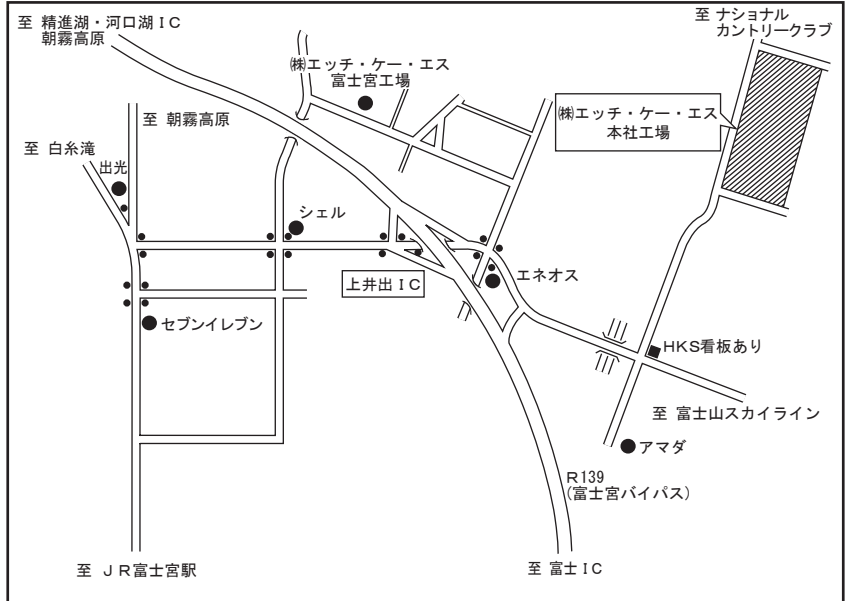 至 精進湖・河口湖ＩＣ
朝霧高原
至 ナショナル
カントリークラブ
㈱エッチ・ケー・エス
富士宮工場
㈱エッチ・ケー・エス
本社工場
至 朝霧高原
至 白糸滝
出光
シェル
上井出ＩＣ
エネオス
セブンイレブン
HKS看板あり
至 富士山スカイライン
アマダ
Ｒ139
(富士宮バイパス)
至 ＪＲ富士宮駅
至 富士ＩＣ